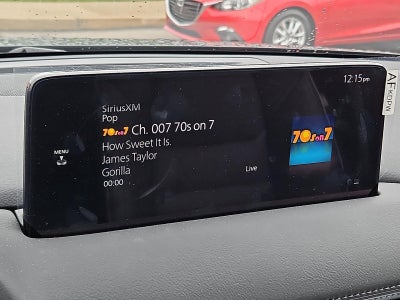 12:15pm
SiriusXM
Pop
70s on 7 Ch. 007 70s on 7
How Sweet It Is.
James Taylor
Gorilla
00:00
Live
MENU
70s on 7